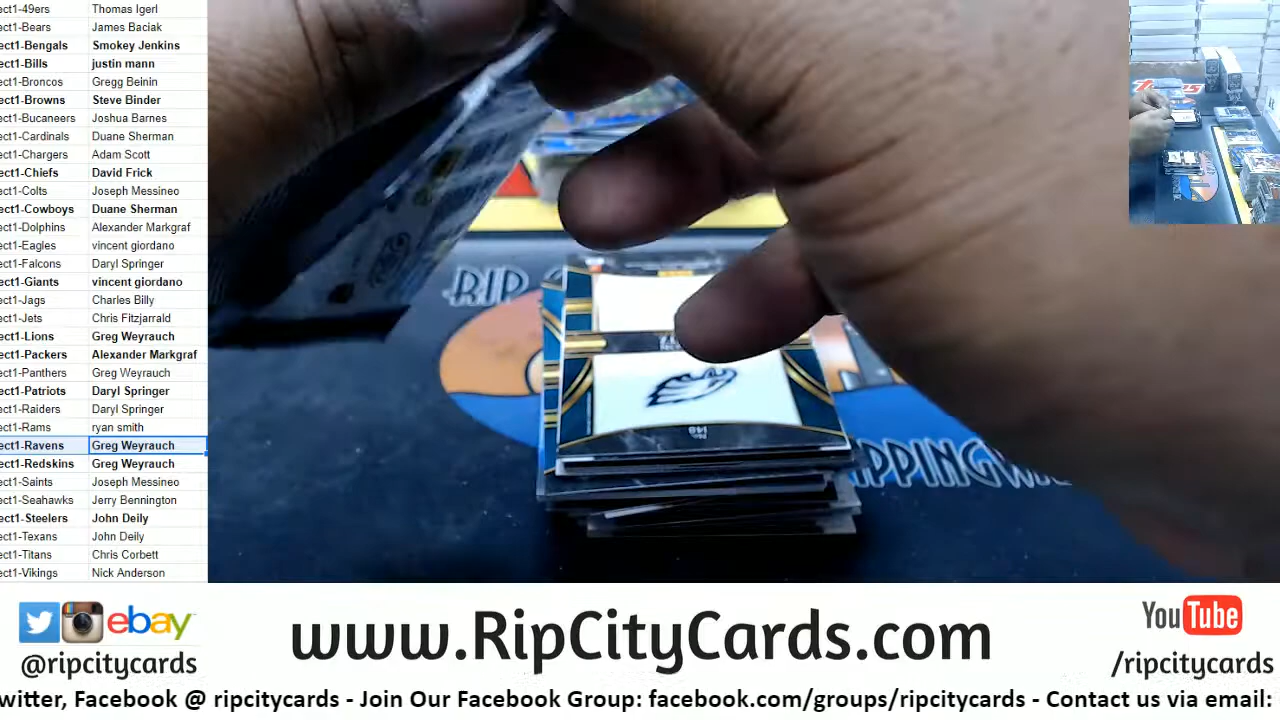 ect1-49ers Thomas Igerl
ect1-Bears James Baciak
ect1-Bengals Smokey Jenkins
ect1-Bills justin mann
ect1-Broncos Gregg Beinin
ect1-Browns Steve Binder
ect1-Bucaneers Joshua Barnes
ect1-Cardinals Duane Sherman
ect1-Chargers Adam Scott
ect1-Chiefs David Frick
ect1-Colts Joseph Messineo
ect1-Cowboys Duane Sherman
ect1-Dolphins Alexander Markgraf
ect1-Eagles vincent giordano
ect1-Falcons Daryl Springer
ect1-Giants vincent giordano
ect1-Jags Charles Billy
ect1-Jets Chris Fitzjarrald
ect1-Lions Greg Weyrauch
ect1-Packers Alexander Markgraf
ect1-Panthers Greg Weyrauch
ect1-Patriots Daryl Springer
ect1-Raiders Daryl Springer
ect1-Rams ryan smith
ect1-Ravens Greg Weyrauch
ect1-Redskins Greg Weyrauch
ect1-Saints Joseph Messineo
ect1-Seahawks Jerry Bennington
ect1-Steelers John Deily
ect1-Texans John Deily
ect1-Titans Chris Corbett
ect1-Vikings Nick Anderson
RIP
RIPPINGWA
ebay
@ripcitycards
www.RipCityCards.com
YouTube
/ripcitycards
witter, Facebook @ ripcitycards - Join Our Facebook Group: facebook.com/groups/ripcitycards - Contact us via email: